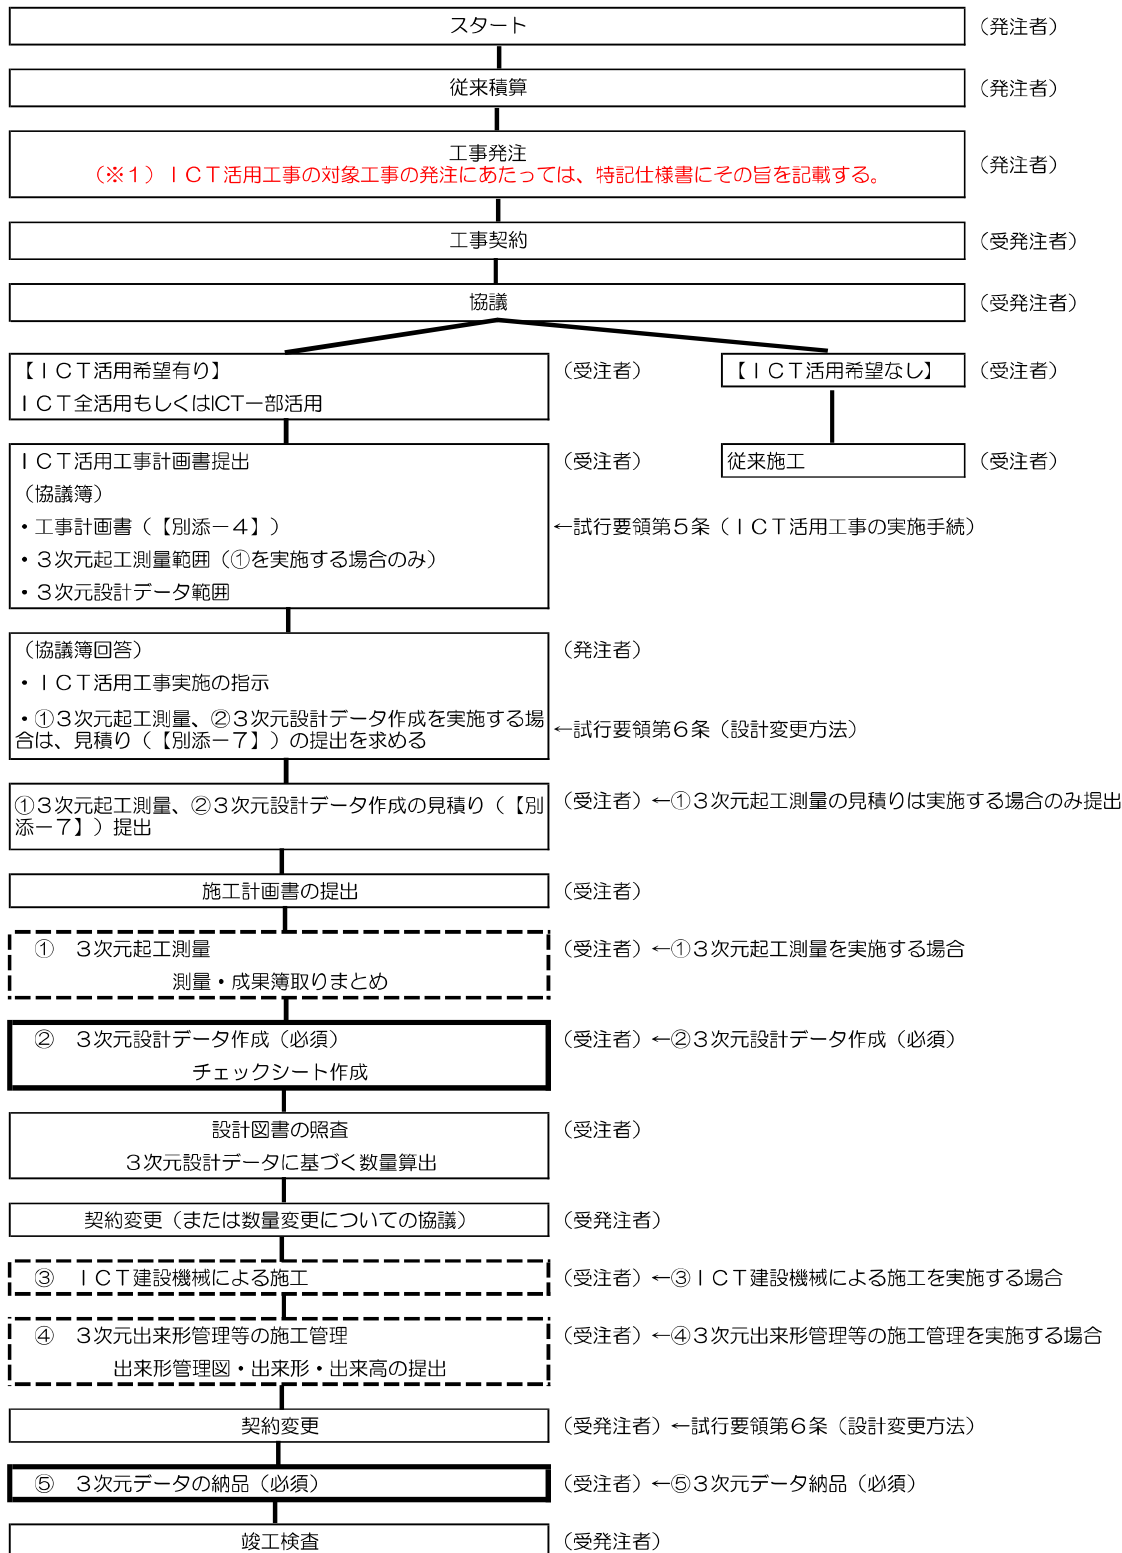 スタート （発注者）
従来積算 （発注者）
工事発注
（※１）ＩＣＴ活用工事の対象工事の発注にあたっては、特記仕様書にその旨を記載する。
（発注者）
工事契約 （受発注者）
協議 （受発注者）
【ＩＣＴ活用希望有り】 （受注者）
ＩＣＴ全活用もしくはICT一部活用
【ＩＣＴ活用希望なし】 （受注者）
ＩＣＴ活用工事計画書提出 （受注者）
従来施工 （受注者）
（協議簿）
・工事計画書（【別添－４】） ←試行要領第５条（ＩＣＴ活用工事の実施手続）
・３次元起工測量範囲（①を実施する場合のみ）
・３次元設計データ範囲
（協議簿回答） （発注者）
・ＩＣＴ活用工事実施の指示
・①３次元起工測量、②３次元設計データ作成を実施する場
合は、見積り（【別添－７】）の提出を求める
←試行要領第６条（設計変更方法）
①３次元起工測量、②３次元設計データ作成の見積り（【別
添－７】）提出
（受注者）←①３次元起工測量の見積りは実施する場合のみ提出
施工計画書の提出 （受注者）
①　３次元起工測量 （受注者）←①３次元起工測量を実施する場合
測量・成果簿取りまとめ
②　３次元設計データ作成（必須） （受注者）←②３次元設計データ作成（必須）
チェックシート作成
設計図書の照査 （受注者）
３次元設計データに基づく数量算出
契約変更（または数量変更についての協議） （受発注者）
③　ＩＣＴ建設機械による施工 （受注者）←③ＩＣＴ建設機械による施工を実施する場合
④　３次元出来形管理等の施工管理 （受注者）←④３次元出来形管理等の施工管理を実施する場合
出来形管理図・出来形・出来高の提出
契約変更 （受発注者）←試行要領第６条（設計変更方法）
⑤　３次元データの納品（必須） （受注者）←⑤３次元データ納品（必須）
竣工検査 （受発注者）